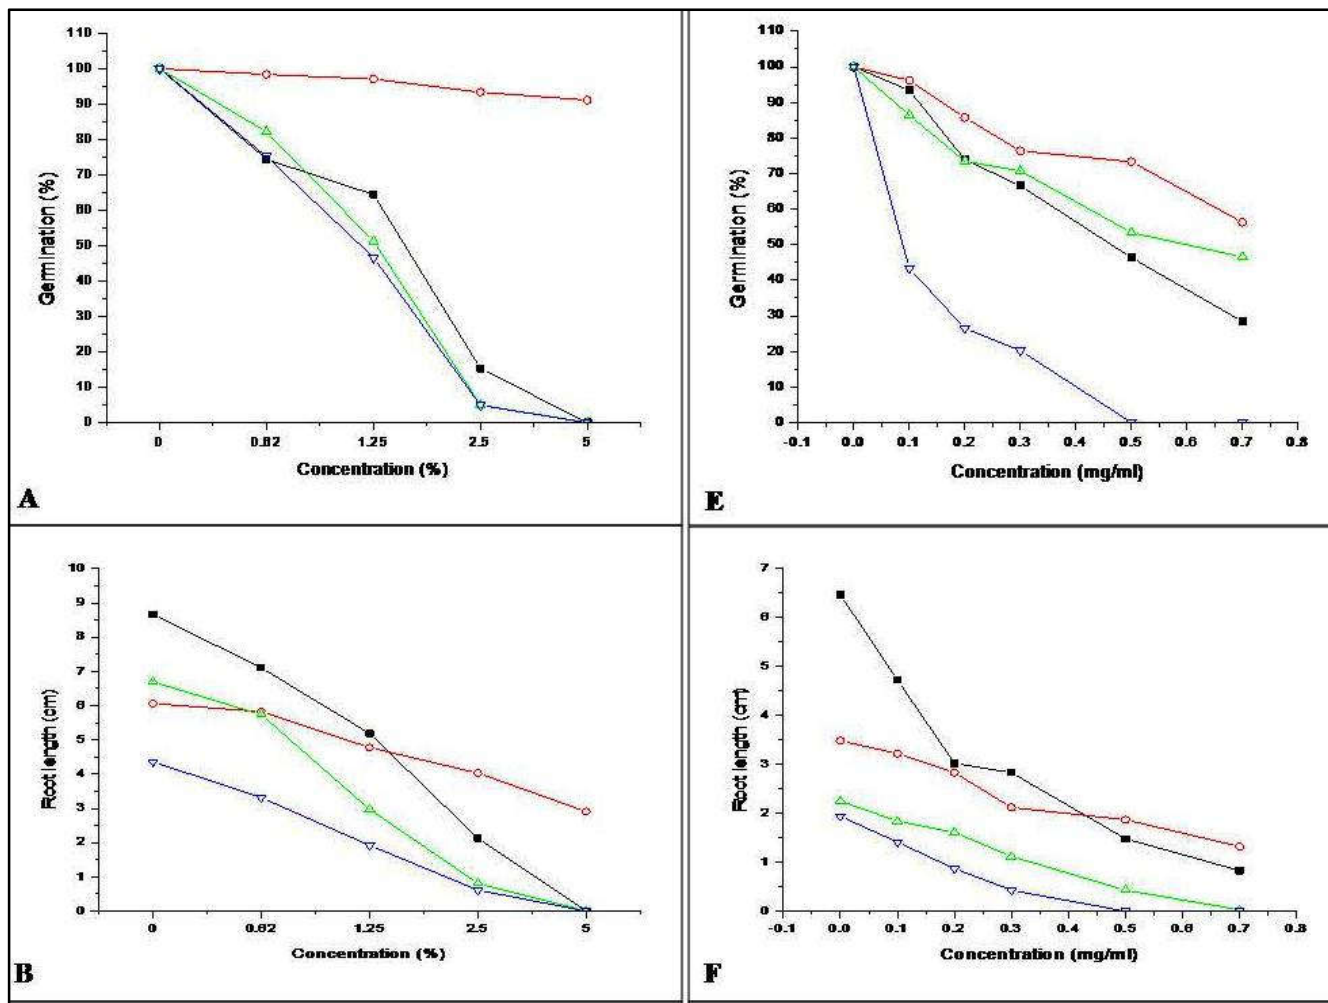 110
100
90
80
70
60
50
40
30
20
10
0
Germination (%)
0 0.62 1.25 2.5 5
Concentration (%)
A
110
100
90
80
70
60
50
40
30
20
10
0
Germination (%)
-0.1 0.0 0.1 0.2 0.3 0.4 0.5 0.6 0.7 0.8
Concentration (mg/ml)
E
10
9
8
7
6
5
4
3
2
1
0
Root length (cm)
0 0.62 1.25 2.5 5
Concentration (%)
B
7
6
5
4
3
2
1
0
Root length (cm)
-0.1 0.0 0.1 0.2 0.3 0.4 0.5 0.6 0.7 0.8
Concentration (mg/ml)
F